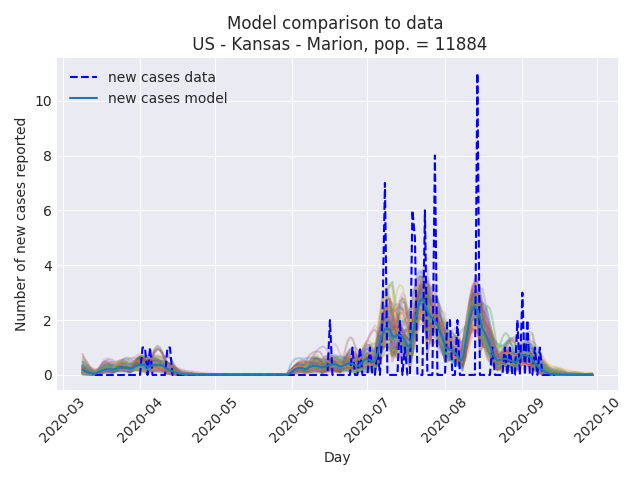 Model comparison to data
US - Kansas - Marion, pop. = 11884
new cases data
new cases model
Number of new cases reported
10
8
6
4
2
0
2020-03
2020-04
2020-05
2020-06
2020-07
2020-08
2020-09
2020-10
Day